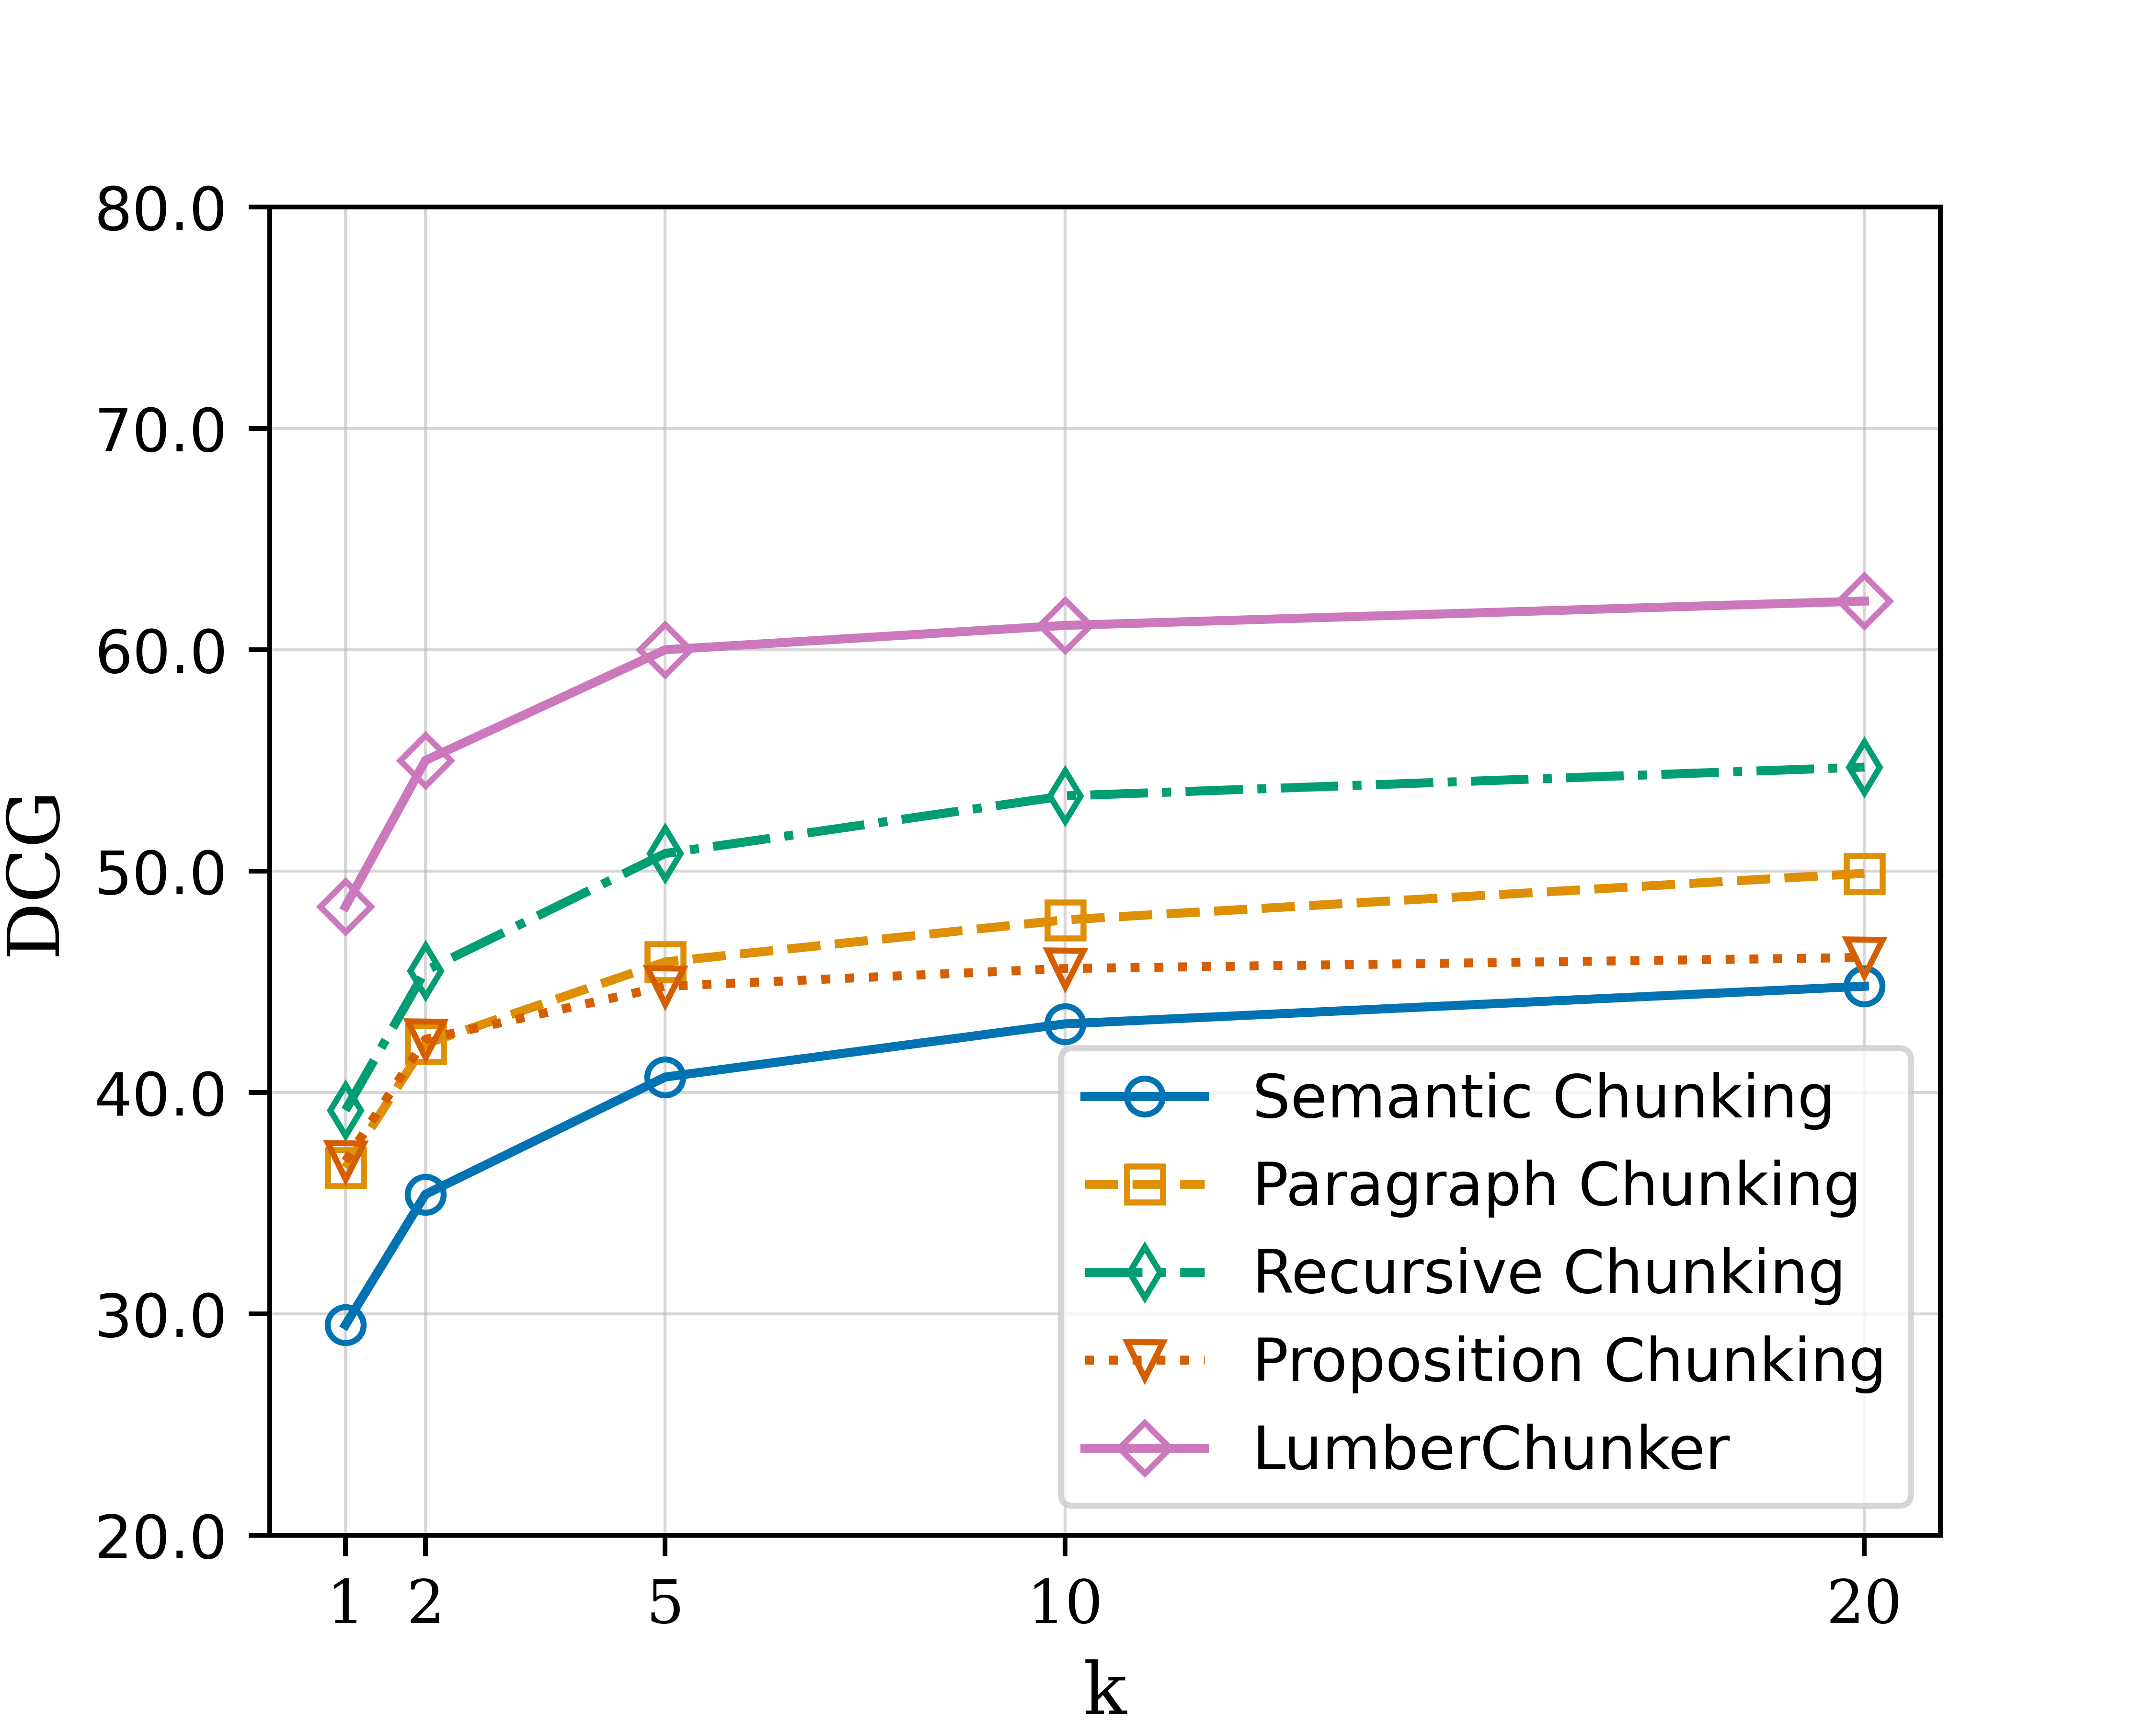 80.0
70.0
60.0
50.0
40.0
30.0
20.0
DCG
1 2 5 10 20
k
Semantic Chunking
Paragraph Chunking
Recursive Chunking
Proposition Chunking
LumberChunker